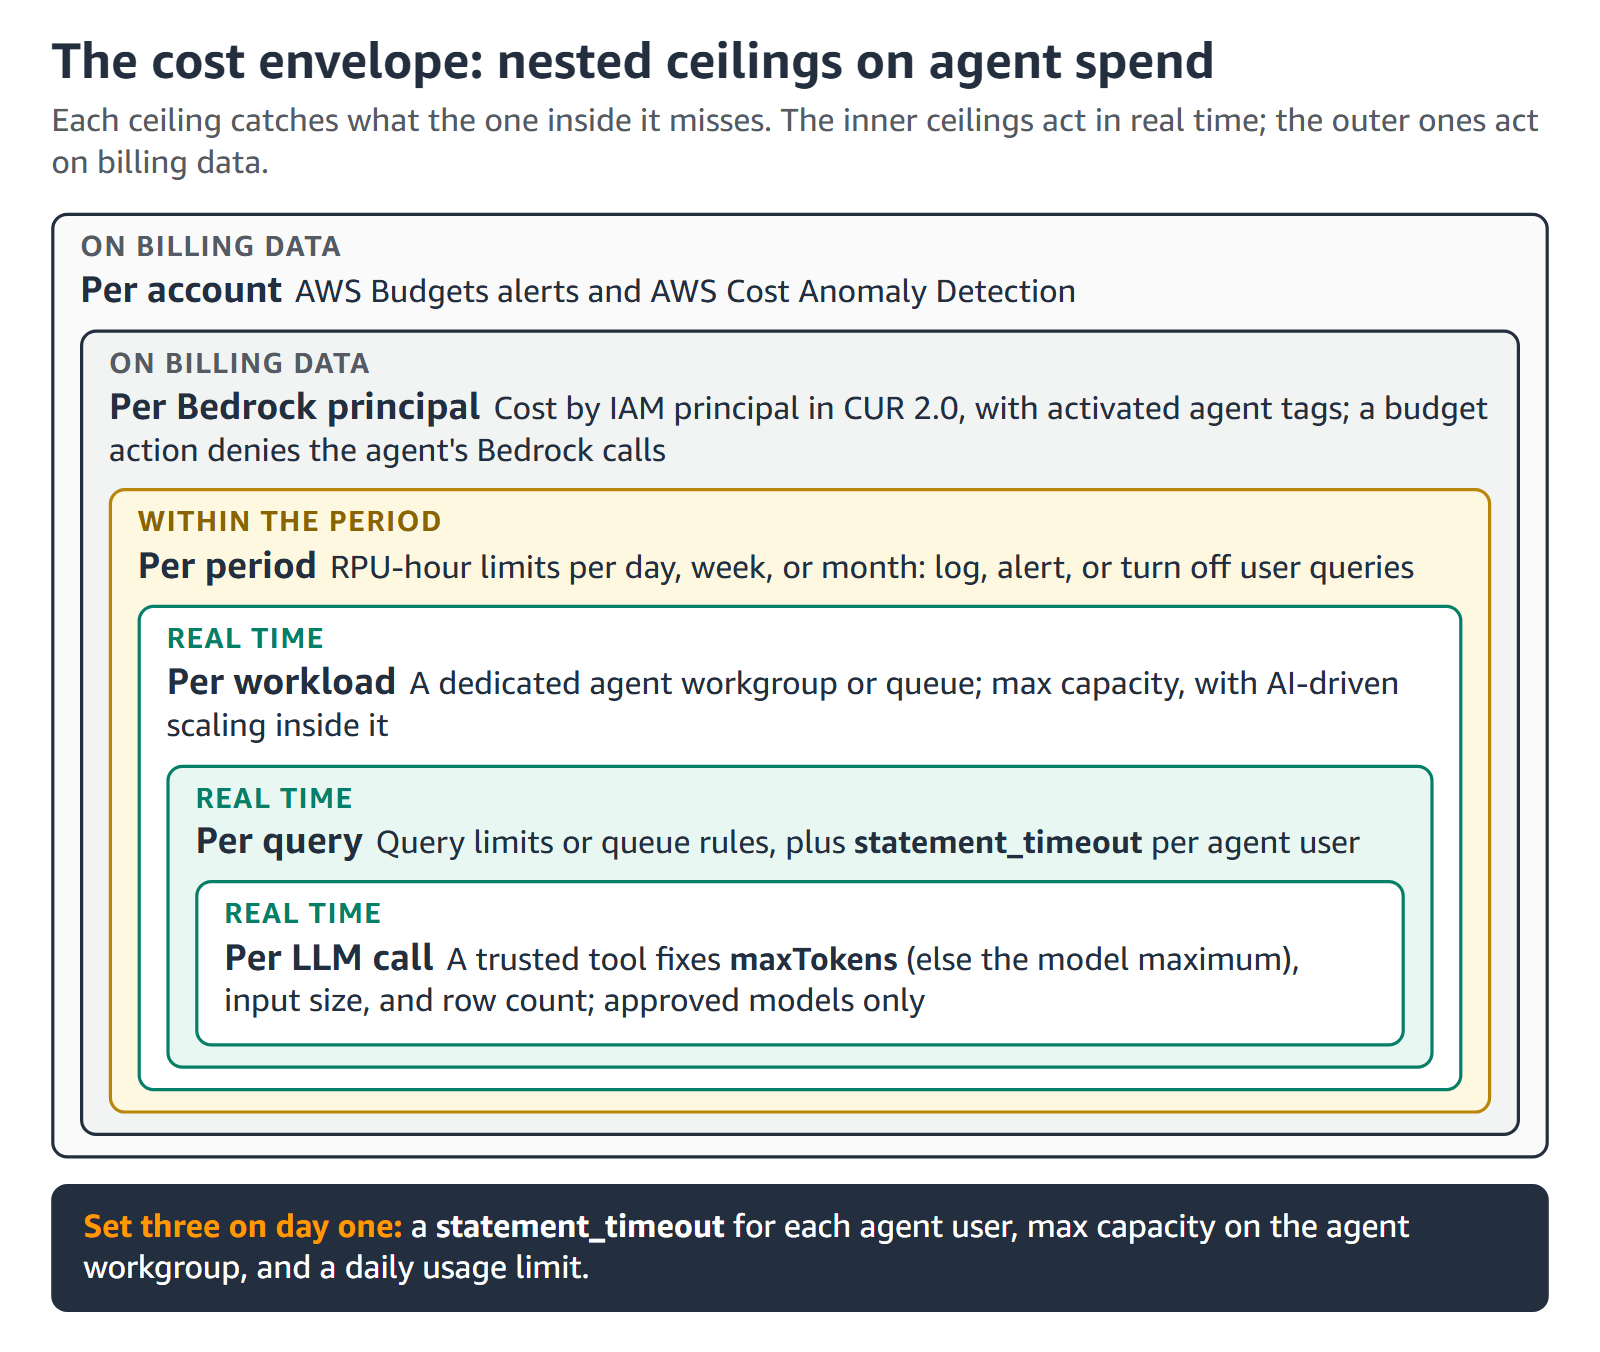 The cost envelope: nested ceilings on agent spend
Each ceiling catches what the one inside it misses. The inner ceilings act in real time; the outer ones act
on billing data.
ON BILLING DATA
Per account AWS Budgets alerts and AWS Cost Anomaly Detection
ON BILLING DATA
Per Bedrock principal Cost by IAM principal in CUR 2.0, with activated agent tags; a budget
action denies the agent's Bedrock calls
WITHIN THE PERIOD
Per period RPU-hour limits per day, week, or month: log, alert, or turn off user queries
REAL TIME
Per workload A dedicated agent workgroup or queue; max capacity, with AI-driven
scaling inside it
REAL TIME
Per query Query limits or queue rules, plus statement_timeout per agent user
REAL TIME
Per LLM call A trusted tool fixes maxTokens (else the model maximum),
input size, and row count; approved models only
Set three on day one: a statement_timeout for each agent user, max capacity on the agent
workgroup, and a daily usage limit.